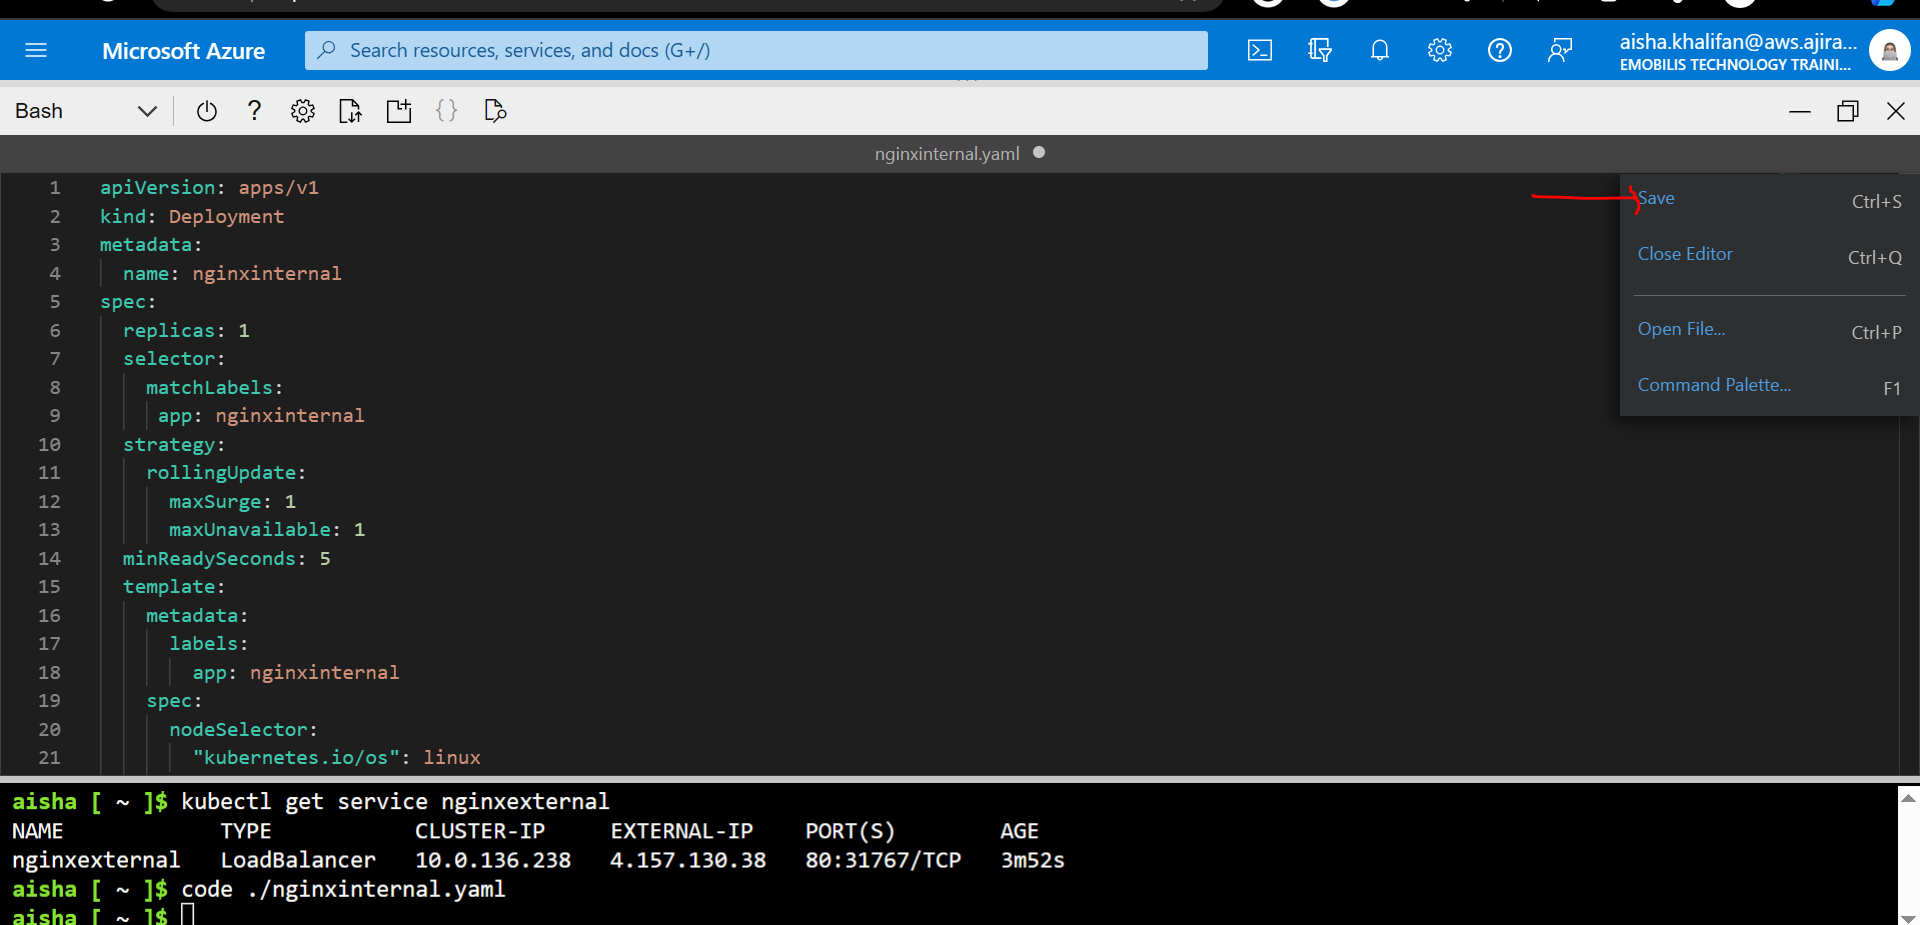 Microsoft Azure
Search resources, services, and docs (G+/)
aisha.khalifan@aws.ajira...
EMOBILIS TECHNOLOGY TRAINI...
Bash
nginxinternal.yaml
1 apiVersion: apps/v1
2 kind: Deployment
3 metadata:
4 name: nginxinternal
5 spec:
6 replicas: 1
7 selector:
8 matchLabels:
9 app: nginxinternal
10 strategy:
11 rollingUpdate:
12 maxSurge: 1
13 maxUnavailable: 1
14 minReadySeconds: 5
15 template:
16 metadata:
17 labels:
18 app: nginxinternal
19 spec:
20 nodeSelector:
21 "kubernetes.io/os": linux
Save Ctrl+S
Close Editor Ctrl+Q
Open File... Ctrl+P
Command Palette... F1
aisha [ ~ ]$ kubectl get service nginxexternal
NAME TYPE CLUSTER-IP EXTERNAL-IP PORT(S) AGE
nginxexternal LoadBalancer 10.0.136.238 4.157.130.38 80:31767/TCP 3m52s
aisha [ ~ ]$ code ./nginxinternal.yaml
aisha [ ~ ]$